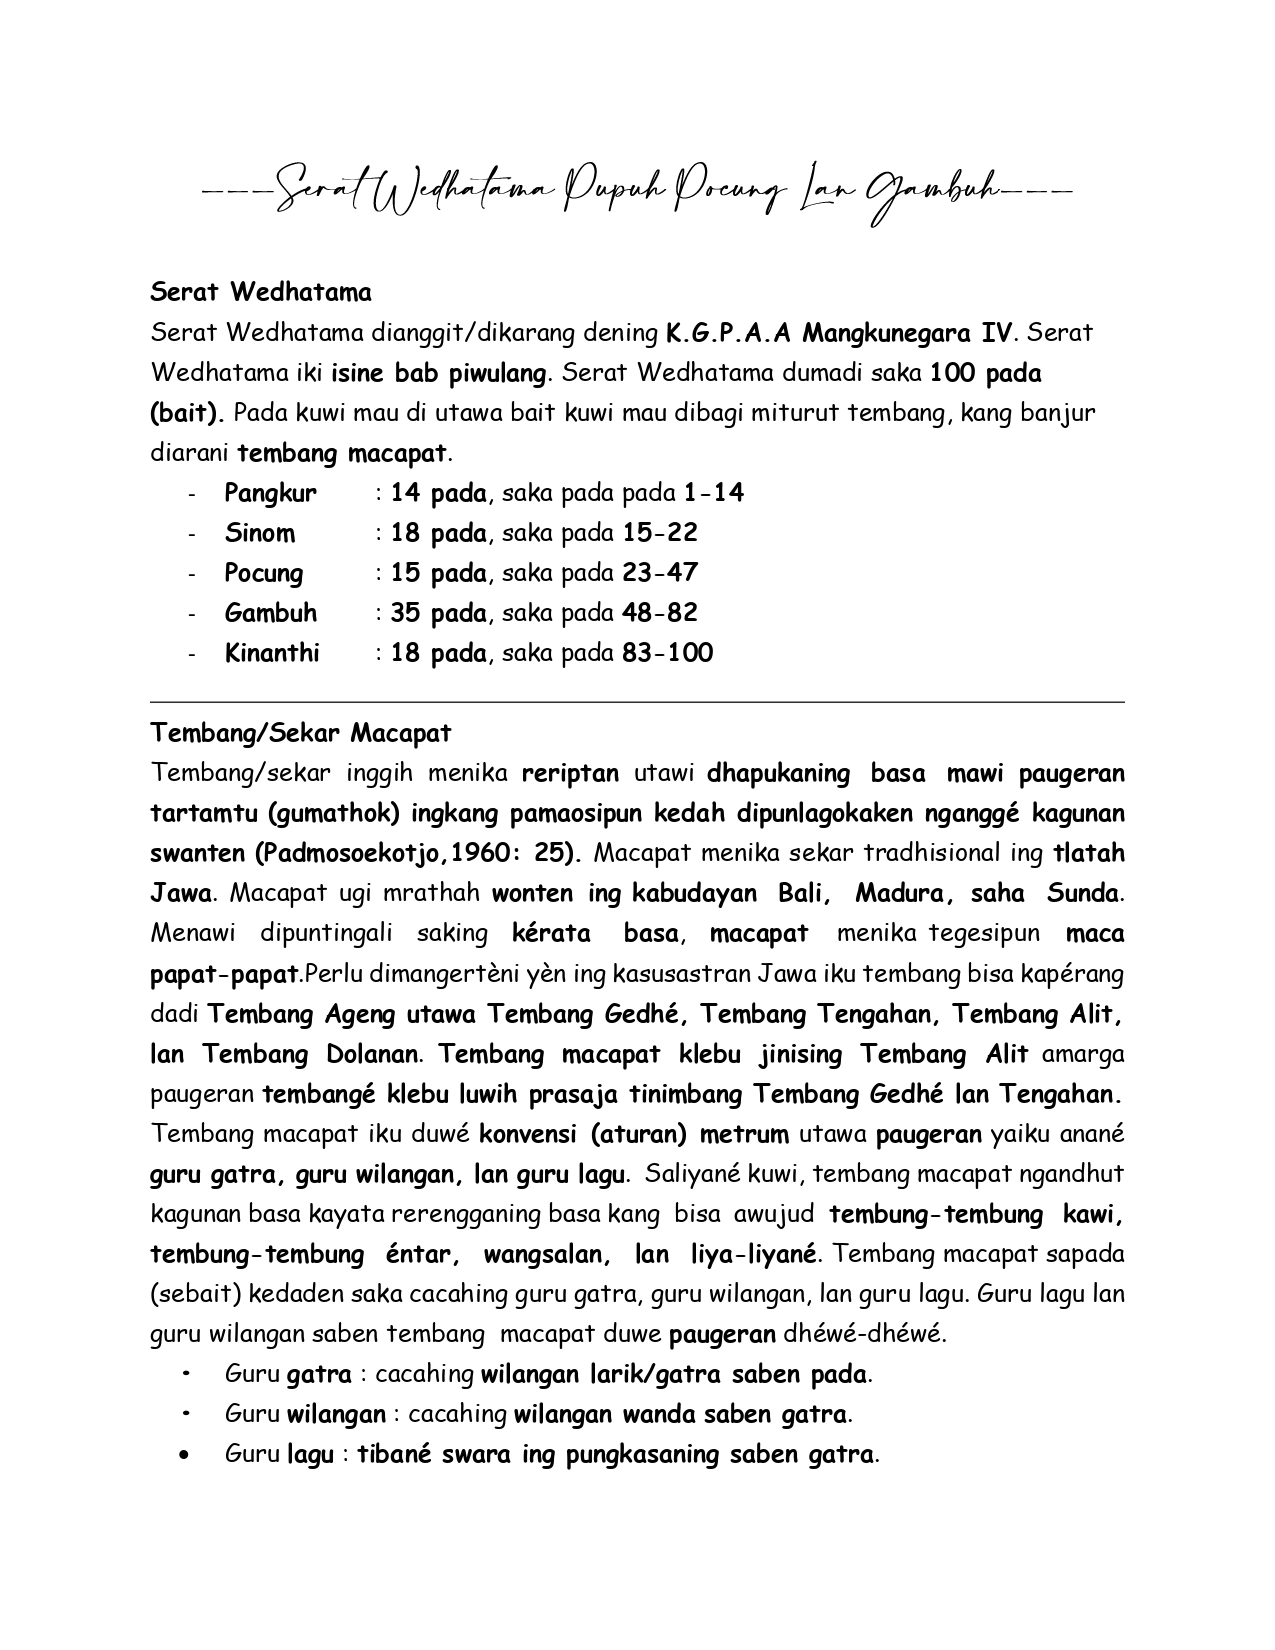 ---Serat Wedhatama Pupuh Pocung Lan Gambuh---
Serat Wedhatama
Serat Wedhatama dianggit/dikarang dening K.G.P.A.A Mangkunegara IV. Serat
Wedhatama iki isine bab piwulang. Serat Wedhatama dumadi saka 100 pada
(bait). Pada kuwi mau di utawa bait kuwi mau dibagi miturut tembang, kang banjur
diarani tembang macapat.
- Pangkur : 14 pada, saka pada pada 1-14
- Sinom : 18 pada, saka pada 15-22
- Pocung : 15 pada, saka pada 23-47
- Gambuh : 35 pada, saka pada 48-82
- Kinanthi : 18 pada, saka pada 83-100
Tembang/Sekar Macapat
Tembang/sekar inggih menika reriptan utawi dhapukaning basa mawi paugeran
tartamtu (gumathok) ingkang pamaosipun kedah dipunlagokaken nganggé kagunan
swanten (Padmosoekotjo,1960: 25). Macapat menika sekar tradhisional ing tlatah
Jawa. Macapat ugi mrathah wonten ing kabudayan Bali, Madura, saha Sunda.
Menawi dipuntingali saking kérata basa, macapat menika tegesipun maca
papat-papat.Perlu dimangertèni yèn ing kasusastran Jawa iku tembang bisa kapérang
dadi Tembang Ageng utawa Tembang Gedhé, Tembang Tengahan, Tembang Alit,
lan Tembang Dolanan. Tembang macapat klebu jinising Tembang Alit amarga
paugeran tembangé klebu luwih prasaja tinimbang Tembang Gedhé lan Tengahan.
Tembang macapat iku duwé konvensi (aturan) metrum utawa paugeran yaiku anané
guru gatra, guru wilangan, lan guru lagu. Saliyané kuwi, tembang macapat ngandhut
kagunan basa kayata rerengganing basa kang bisa awujud tembung-tembung kawi,
tembung-tembung éntar, wangsalan, lan liya-liyané. Tembang macapat sapada
(sebait) kedaden saka cacahing guru gatra, guru wilangan, lan guru lagu. Guru lagu lan
guru wilangan saben tembang macapat duwe paugeran dhéwé-dhéwé.
• Guru gatra : cacahing wilangan larik/gatra saben pada.
• Guru wilangan : cacahing wilangan wanda saben gatra.
• Guru lagu : tibané swara ing pungkasaning saben gatra.